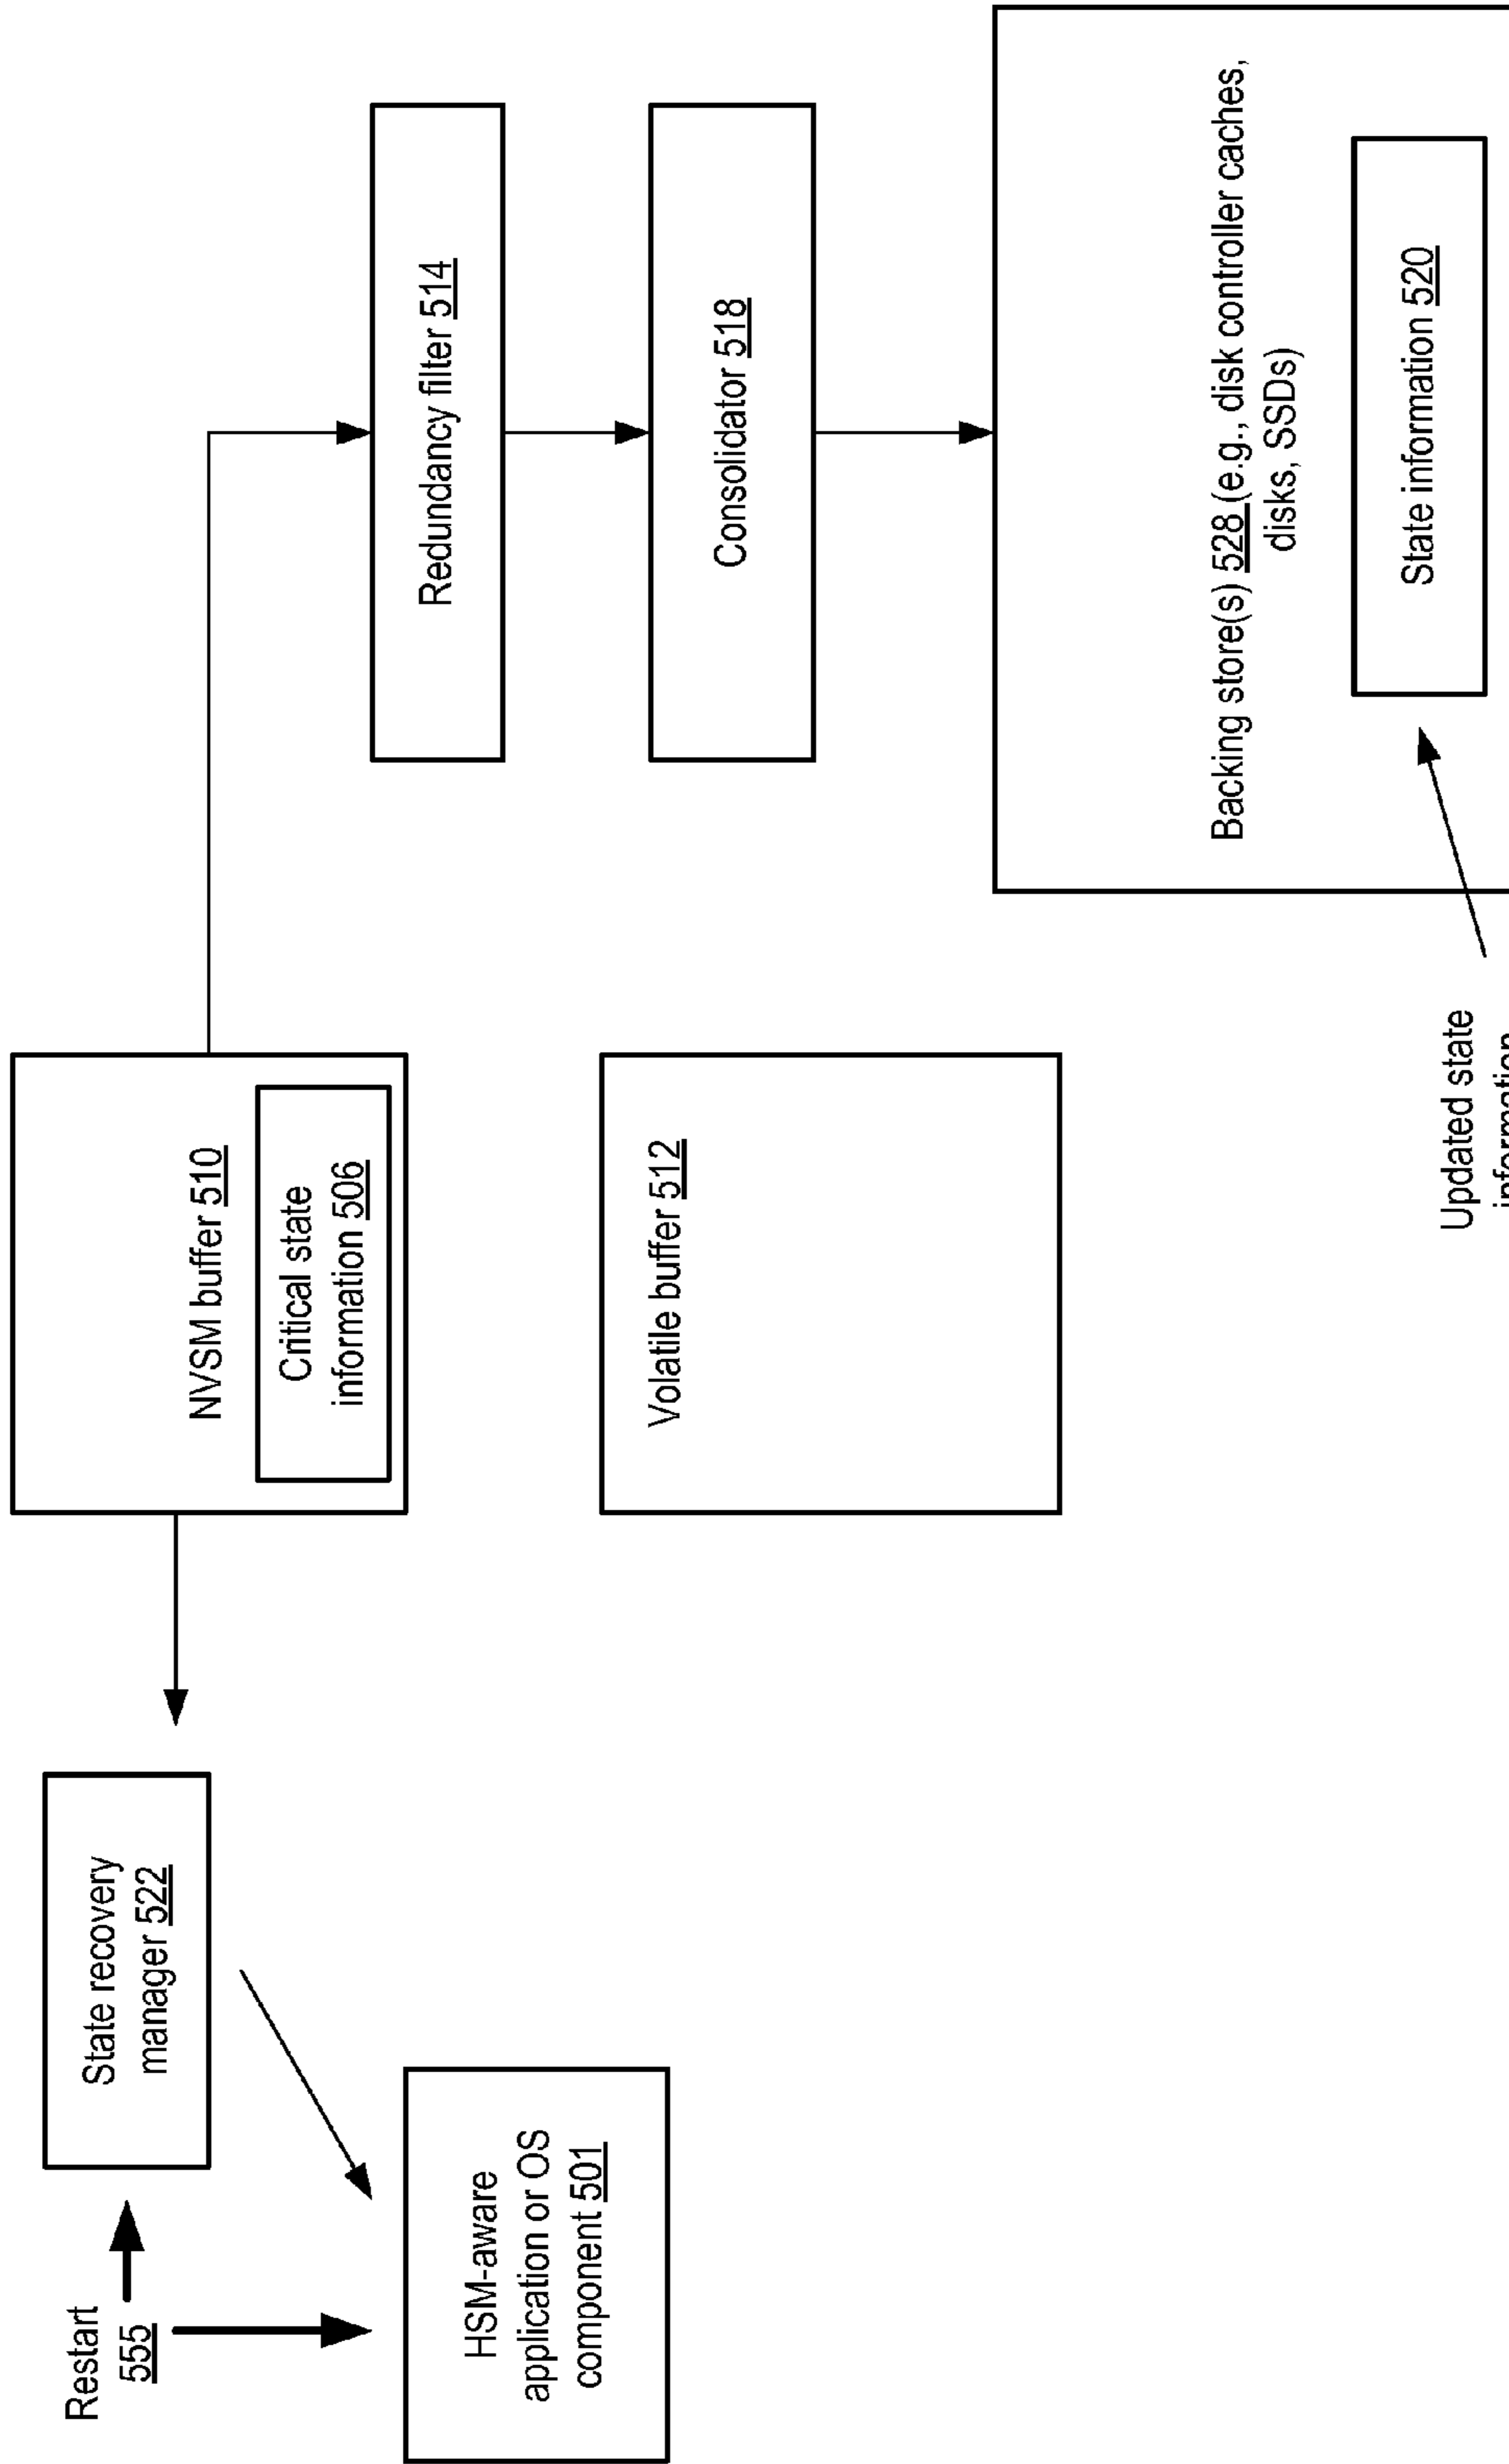 Restart
555
State recovery
manager 522
HSM-aware
application or OS
component 501
NVSM buffer 510
Critical state
information 506
Volatile buffer 512
Redundancy filter 514
Consolidator 518
Backing store(s) 528 (e.g., disk controller caches,
disks, SSDs)
State information 520
Updated state
information